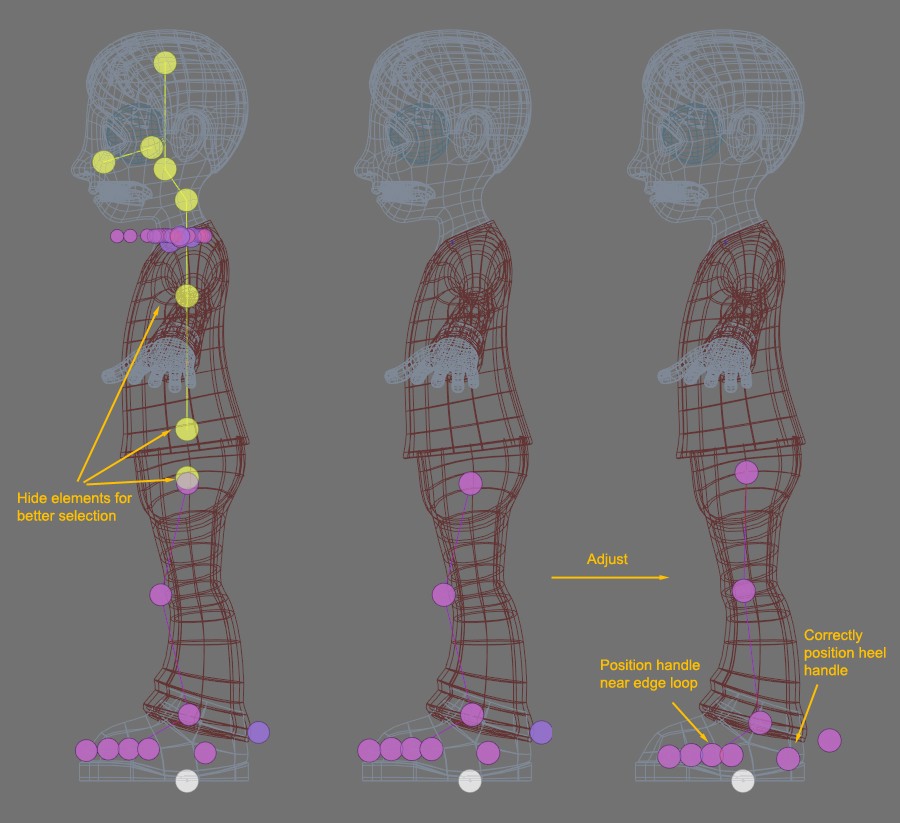 Hide elements for
better selection
Adjust
Position handle
near edge loop
Correctly
position heel
handle